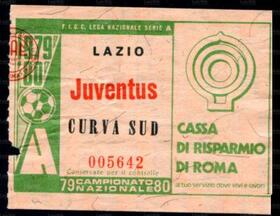 F.I.G.C. LEGA NAZIONALE SERIE A
1979
80
A
LAZIO
Juventus
CURVA SUD
005642
Conservate per il controllo
79 CAMPIONATO NAZIONALE 80
CASSA
DI RISPARMIO
DI ROMA
al tuo servizio dove vivi e lavori